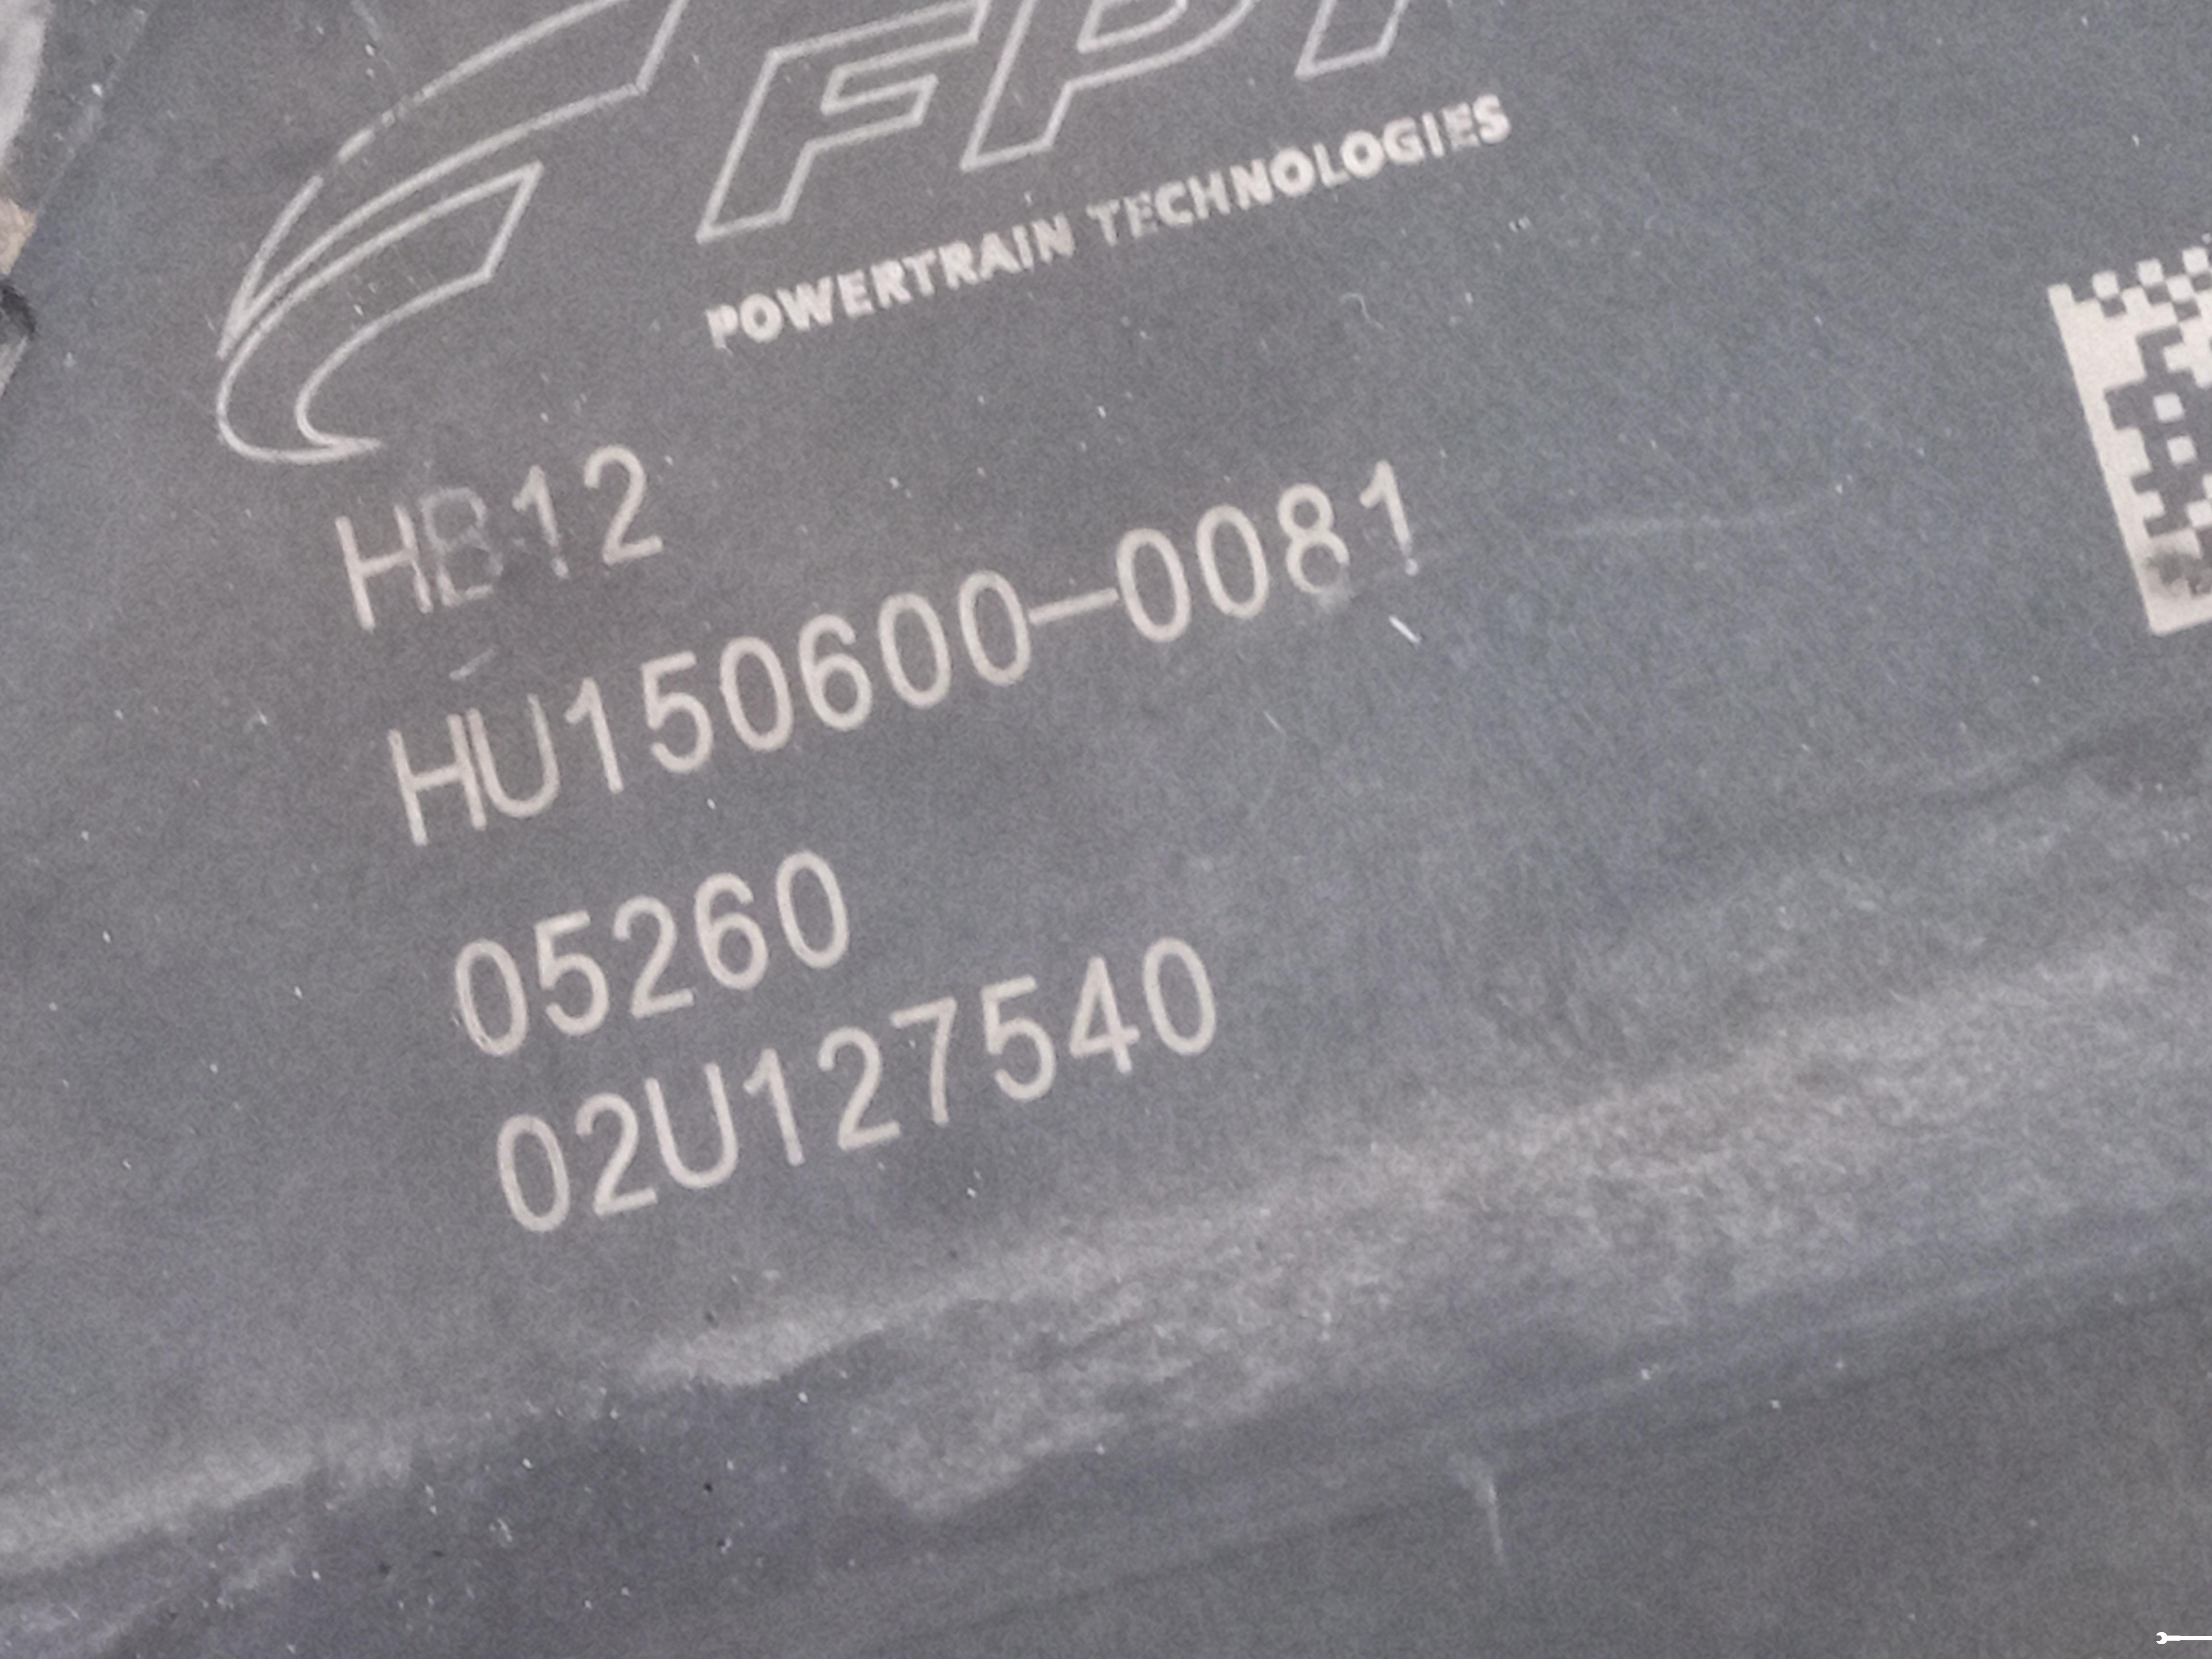 FPT
POWERTRAIN TECHNOLOGIES
HB12
HU150600-0081
05260
02U127540